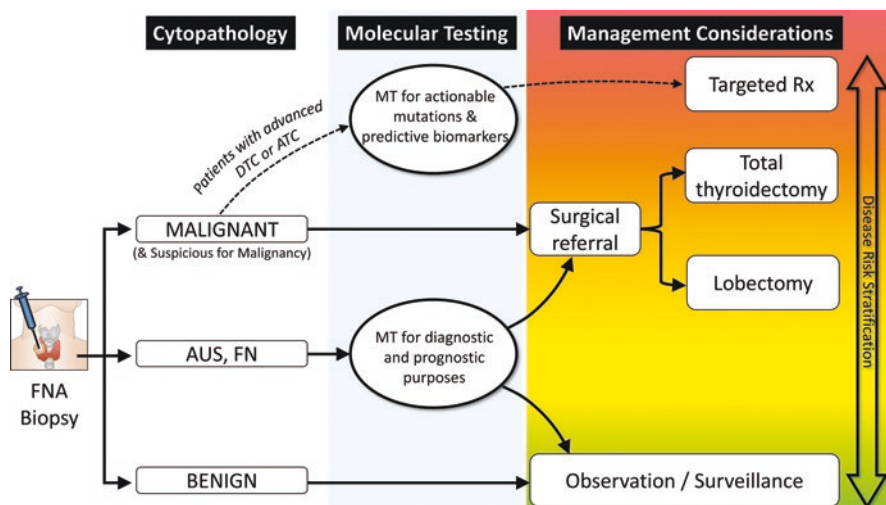 Cytopathology
Molecular Testing
Management Considerations
MT for actionable
mutations &
predictive biomarkers
Targeted Rx
Patients with advanced
DTC or ATC
Total
thyroidectomy
MALIGNANT
(& Suspicious for Malignancy)
Surgical
referral
Lobectomy
Disease Risk Stratification
FNA
Biopsy
AUS, FN
MT for diagnostic
and prognostic
purposes
BENIGN
Observation / Surveillance